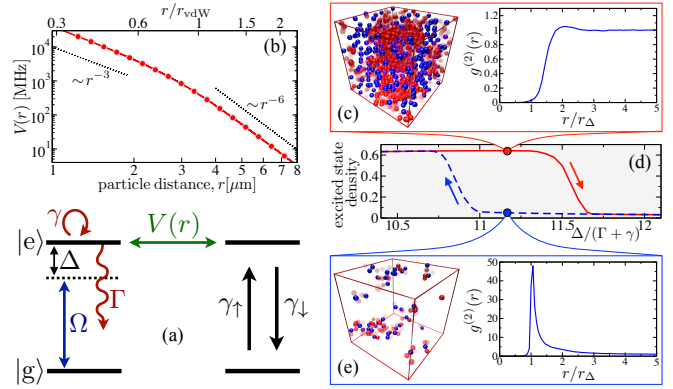 r/r_vdW
0.3 0.6 1 1.5 2
10^4
10^3
10^2
10^1
V(r) [MHz]
(b)
~r^-3
~r^-6
1 2 3 4 5 6 7 8
particle distance, r[μm]
(c)
g^(2)(r)
1.2
1.0
0.8
0.6
0.4
0.2
0
0 1 2 3 4 5
r/r_Δ
excited state
density
0.6
0.4
0.2
0
(d)
10.5 11 11.5 12
Δ/(Γ + γ)
γ
|e⟩
V(r)
Δ
Γ
Ω
(a)
γ↑
γ↓
|g⟩
(e)
g^(2)(r)
50
40
30
20
10
0
0 1 2 3 4 5
r/r_Δ